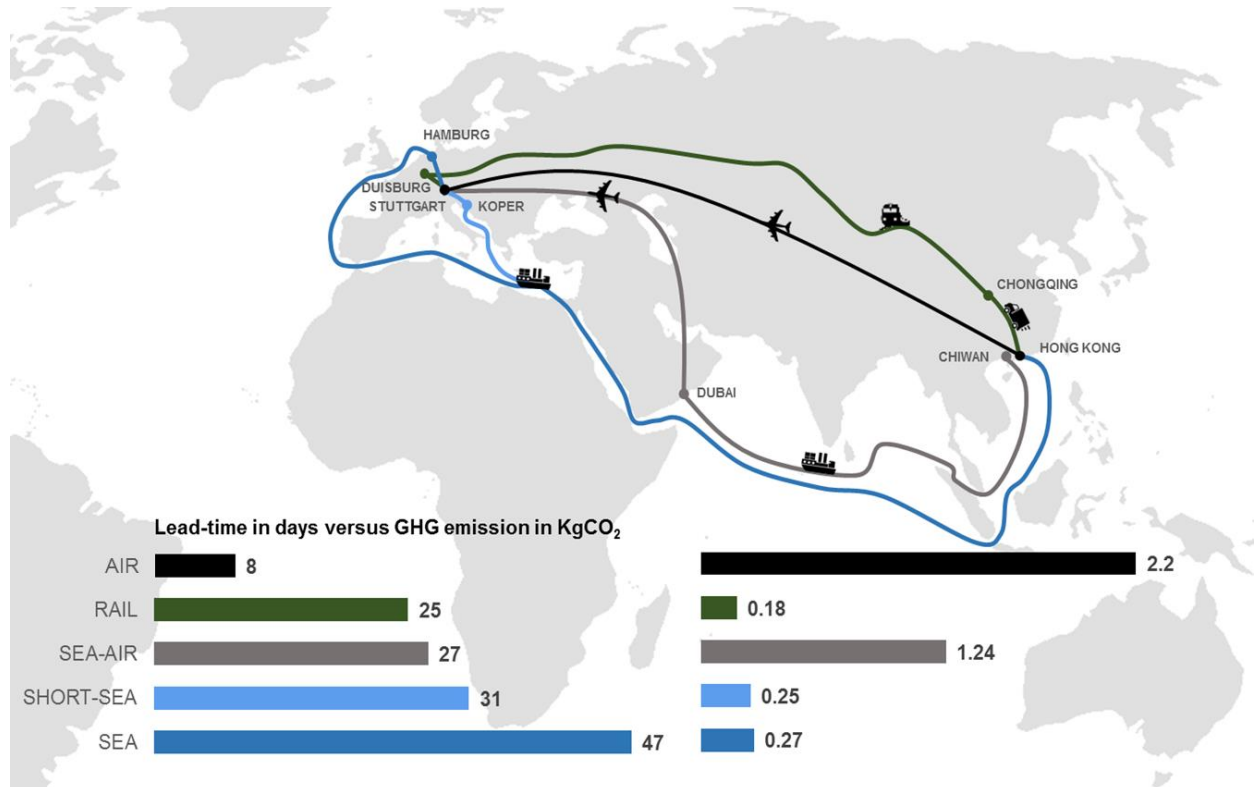 HAMBURG
DUISBURG
STUTTGART
KOPER
CHONGQING
HONG KONG
CHIWAN
DUBAI
Lead-time in days versus GHG emission in KgCO₂
AIR 8 2.2
RAIL 25 0.18
SEA-AIR 27 1.24
SHORT-SEA 31 0.25
SEA 47 0.27